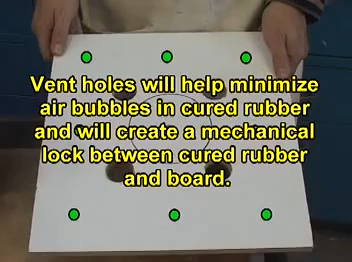 Vent holes will help minimize
air bubbles in cured rubber
and will create a mechanical
lock between cured rubber
and board.